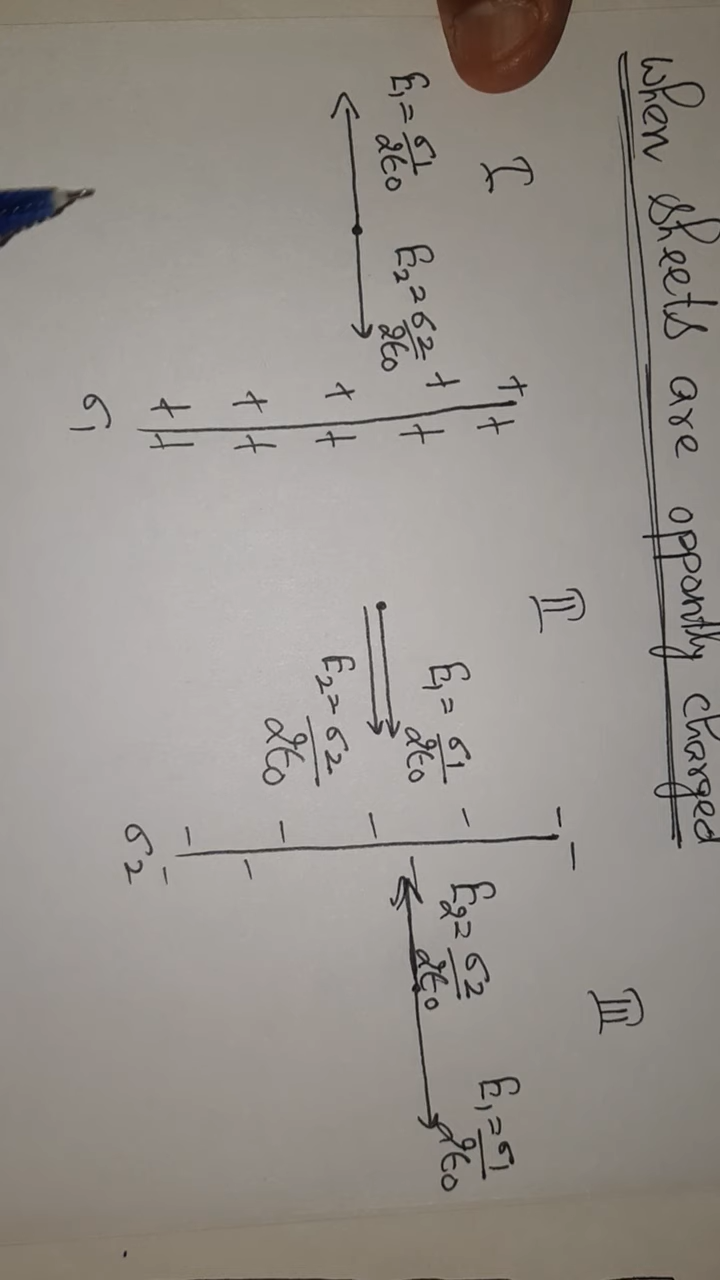 When sheets are oppontly charged
I II III
E₁ = σ₁/2ε₀ E₂ = σ₂/2ε₀
+ + + + +
+ + + + +
σ₁
E₁ = σ₁/2ε₀
E₂ = σ₂/2ε₀
- - - - -
- - - -
σ₂
E₂ = σ₂/2ε₀ E₁ = σ₁/2ε₀